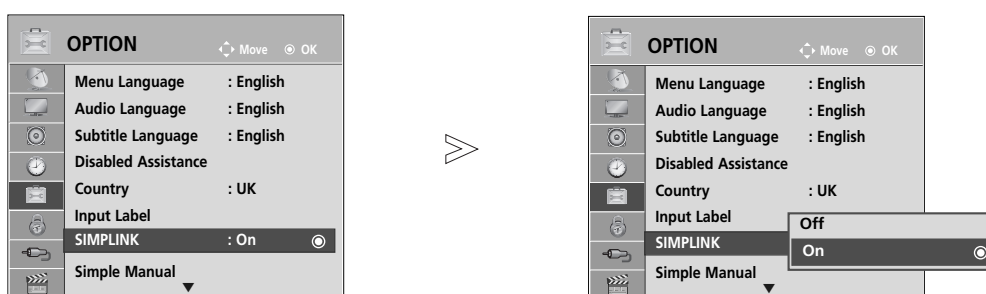 OPTION Move OK
Menu Language : English
Audio Language : English
Subtitle Language : English
Disabled Assistance
Country : UK
Input Label
SIMPLINK : On
Simple Manual
OPTION Move OK
Menu Language : English
Audio Language : English
Subtitle Language : English
Disabled Assistance
Country : UK
Input Label
SIMPLINK
Simple Manual
Off
On